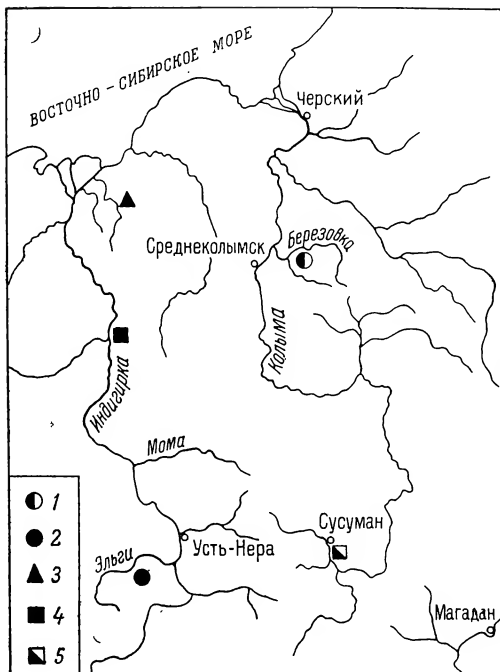 ВОСТОЧНО-СИБИРСКОЕ МОРЕ
Черский
Среднеколымск
Березовка
Колыма
Индигирка
Мома
Усть-Нера
Сусуман
Эльги
Магадан
1
2
3
4
5
3